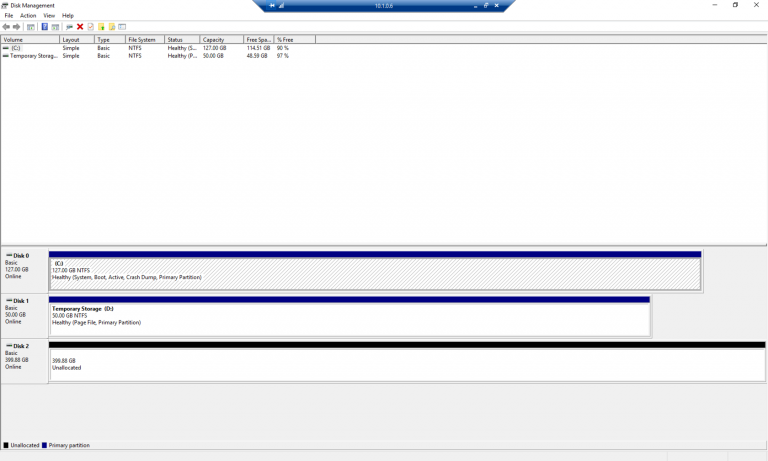 Disk Management
10.1.0.6
File Action View Help
Volume Layout Type File System Status Capacity Free Spa... % Free
(C:) Simple Basic NTFS Healthy (S... 127.00 GB 114.51 GB 90 %
Temporary Storag... Simple Basic NTFS Healthy (P... 50.00 GB 48.59 GB 97 %
Disk 0
Basic
127.00 GB
Online
(C:)
127.00 GB NTFS
Healthy (System, Boot, Active, Crash Dump, Primary Partition)
Disk 1
Basic
50.00 GB
Online
Temporary Storage (D:)
50.00 GB NTFS
Healthy (Page File, Primary Partition)
Disk 2
Basic
399.88 GB
Online
399.88 GB
Unallocated
Unallocated Primary partition